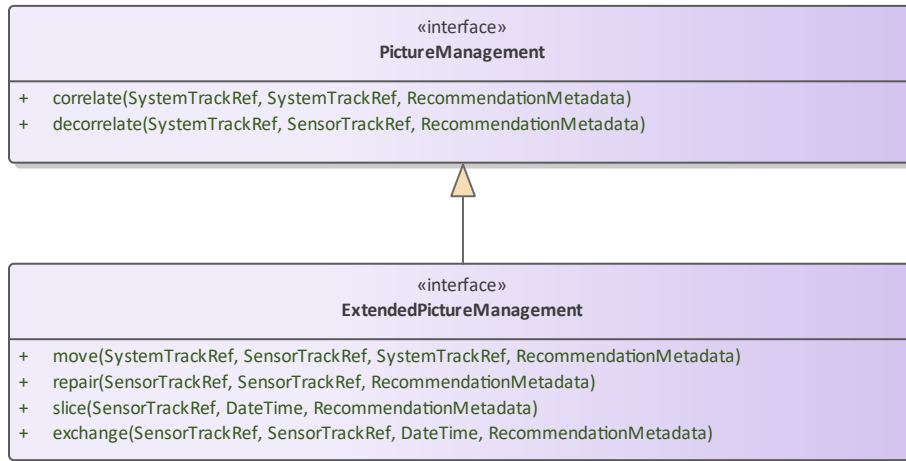 «interface»
PictureManagement
+ correlate(SystemTrackRef, SystemTrackRef, RecommendationMetadata)
+ decorrelate(SystemTrackRef, SensorTrackRef, RecommendationMetadata)
«interface»
ExtendedPictureManagement
+ move(SystemTrackRef, SensorTrackRef, SystemTrackRef, RecommendationMetadata)
+ repair(SensorTrackRef, SensorTrackRef, RecommendationMetadata)
+ slice(SensorTrackRef, DateTime, RecommendationMetadata)
+ exchange(SensorTrackRef, SensorTrackRef, DateTime, RecommendationMetadata)